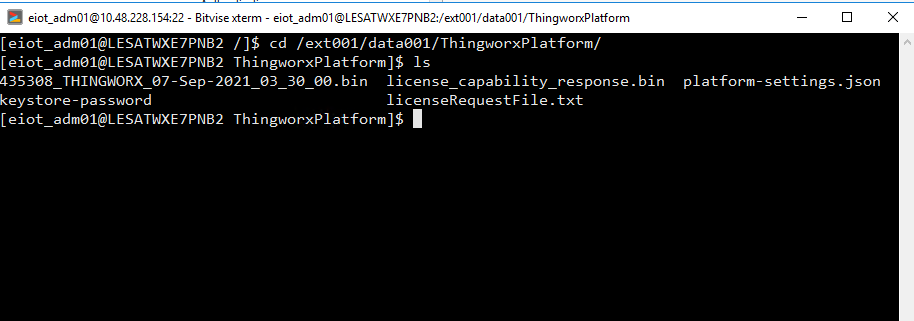 eiot_adm01@10.48.228.154:22 - Bitvise xterm - eiot_adm01@LESATWXE7PNB2:/ext001/data001/ThingworxPlatform
[eiot_adm01@LESATWXE7PNB2 /]$ cd /ext001/data001/ThingworxPlatform/
[eiot_adm01@LESATWXE7PNB2 ThingworxPlatform]$ ls
435308_THINGWORX_07-Sep-2021_03_30_00.bin  license_capability_response.bin  platform-settings.json
keystore-password                          licenseRequestFile.txt
[eiot_adm01@LESATWXE7PNB2 ThingworxPlatform]$